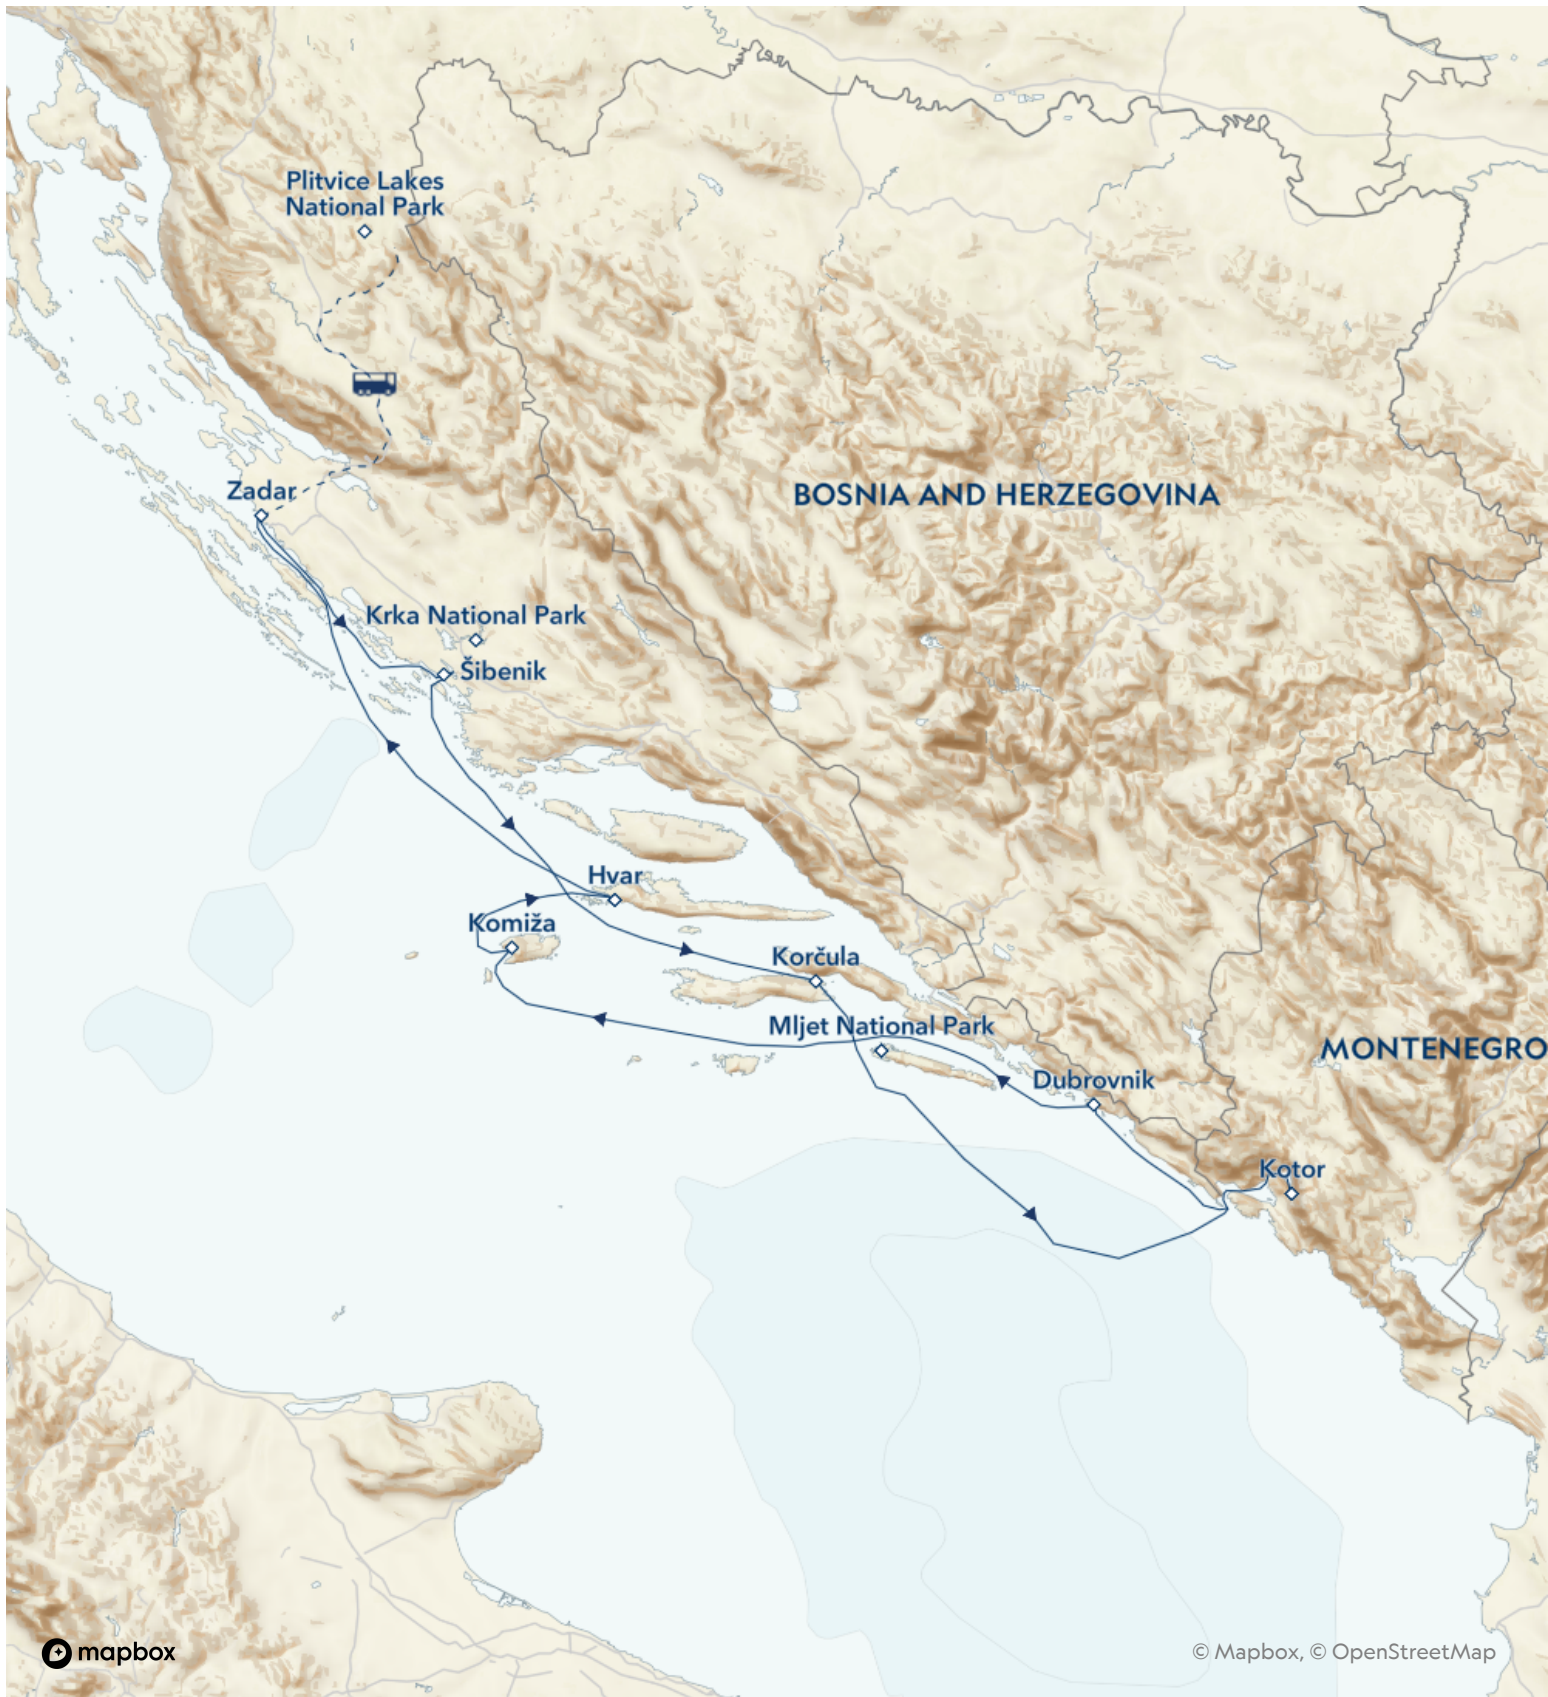 Plitvice Lakes
National Park
Zadar
BOSNIA AND HERZEGOVINA
Krka National Park
Šibenik
Hvar
Komiža
Korčula
Mljet National Park
MONTENEGRO
Dubrovnik
Kotor
mapbox
© Mapbox, © OpenStreetMap